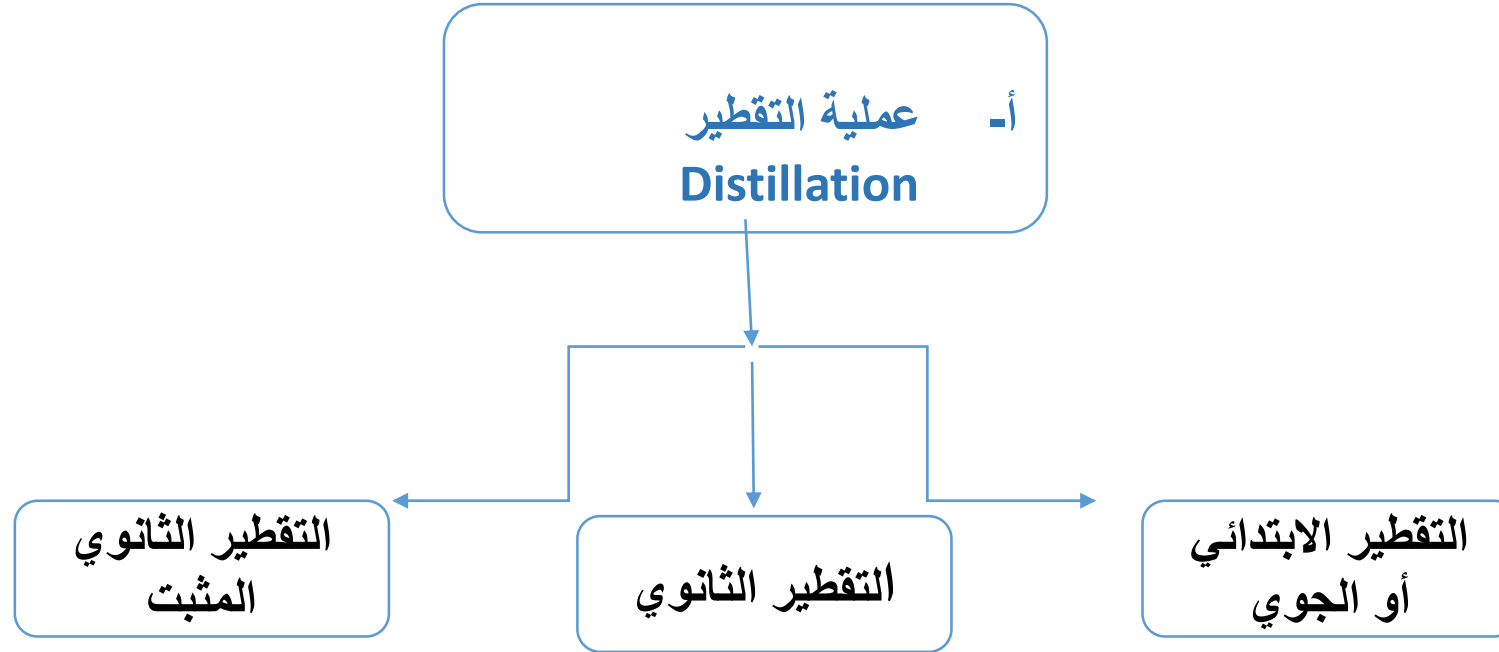 أ- عملية التقطير
Distillation
التقطير الابتدائي
أو الجوي
التقطير الثانوي
التقطير الثانوي
المثبت